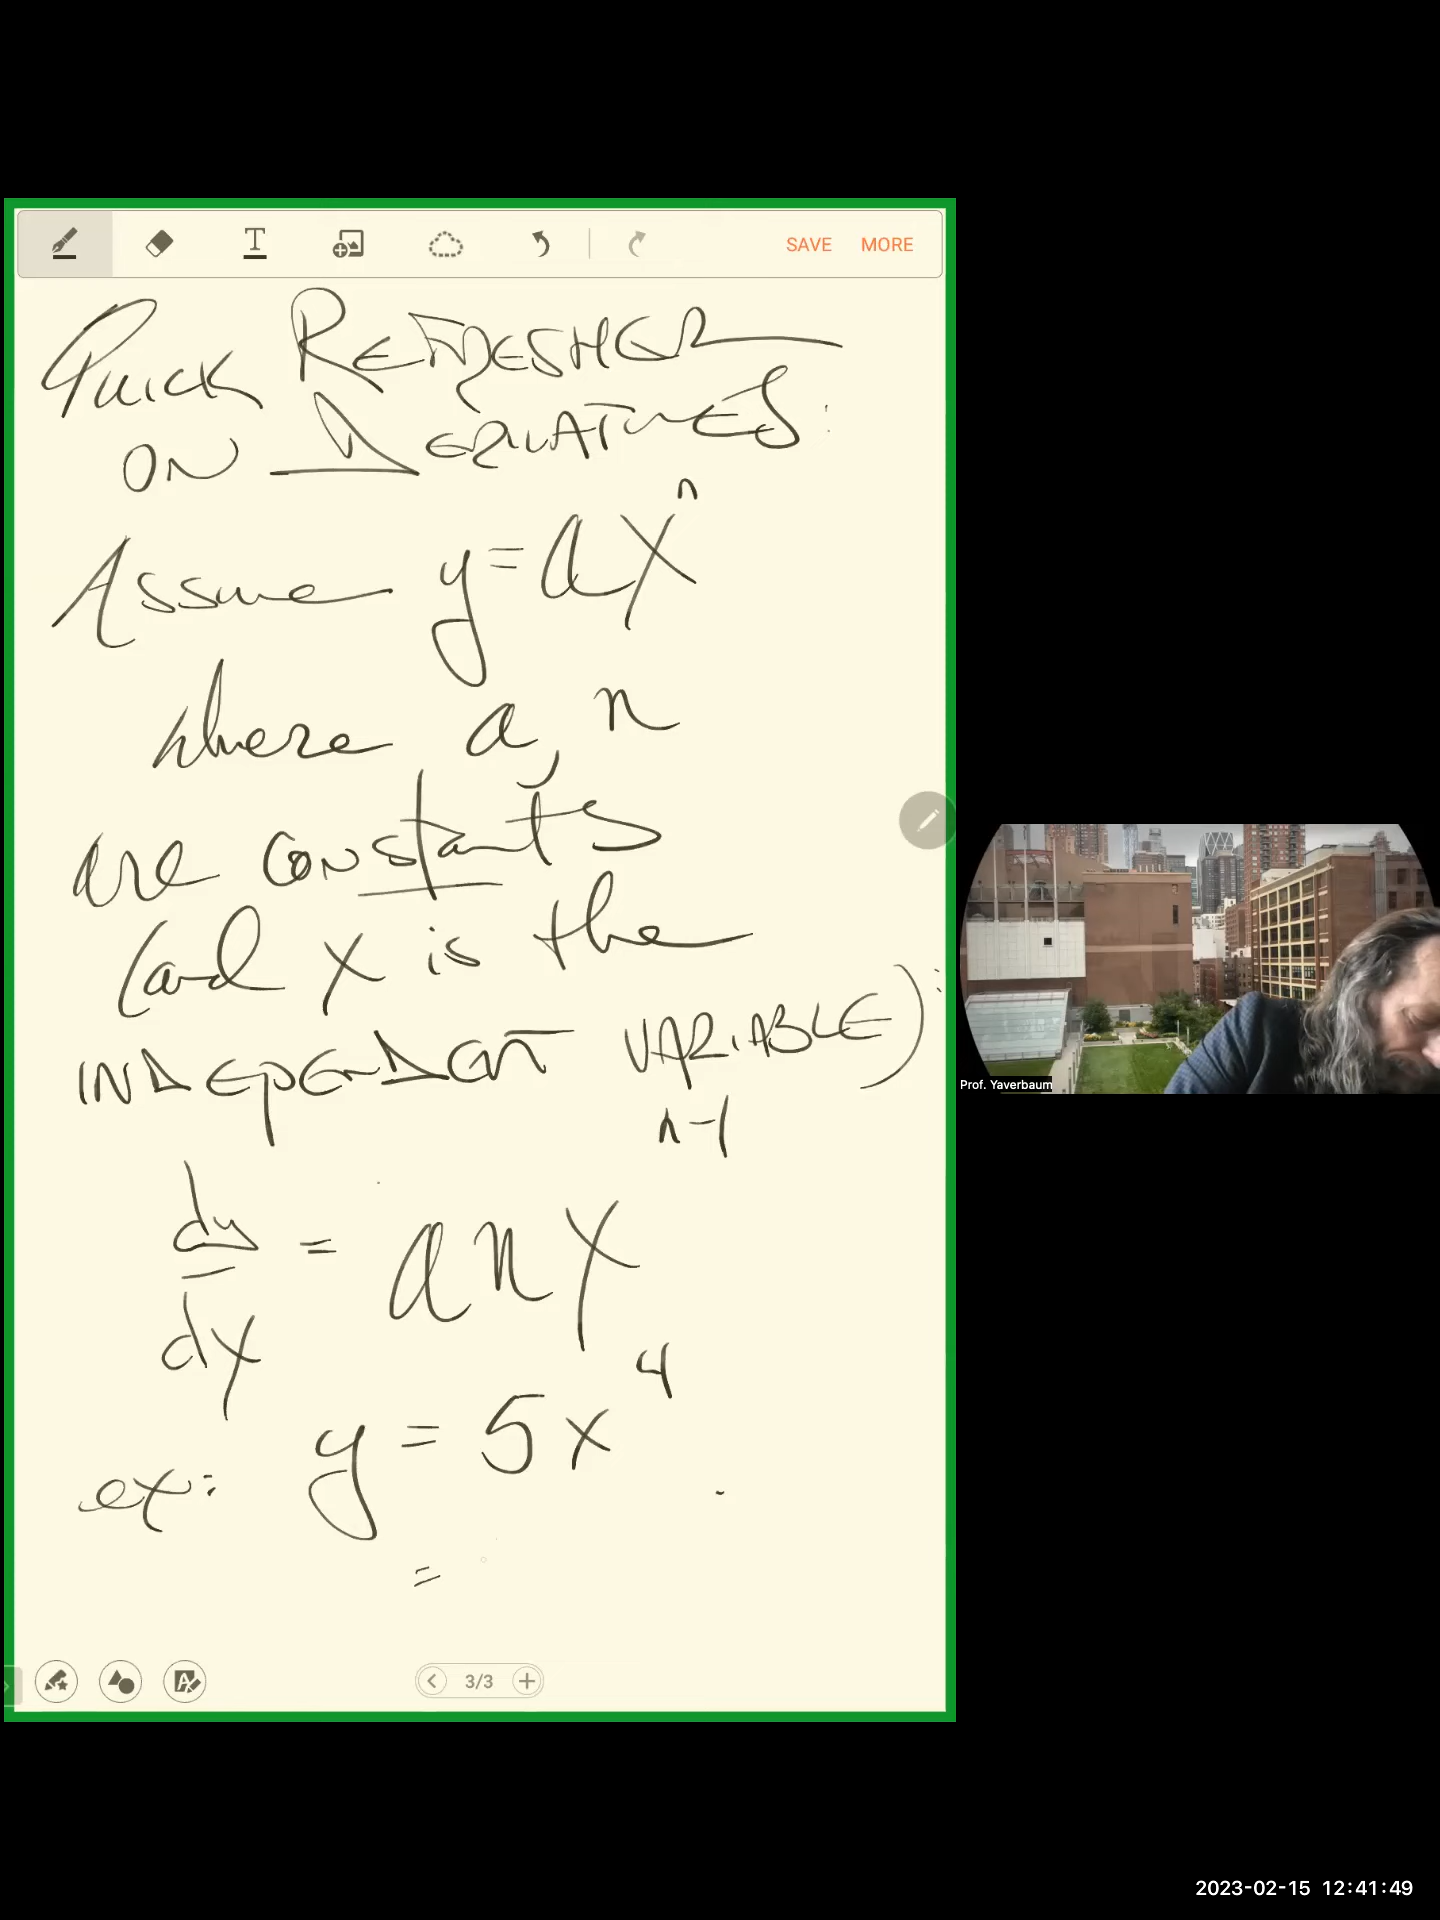 T SAVE MORE
QUICK REFRESHER
ON DERIVATIVES:
Assume y = ax^n
where a, n
are constants
(and x is the
INDEPENDENT VARIABLE):
dy/dx = anx^(n-1)
ex: y = 5x^4
=
3/3
Prof. Yaverbaum
2023-02-15 12:41:49